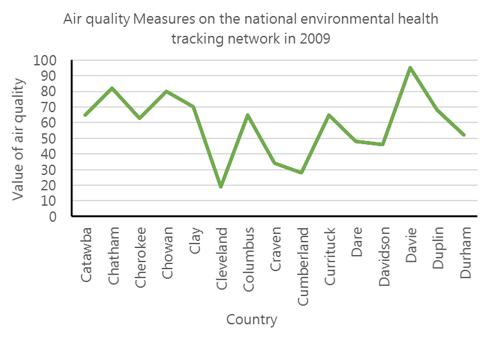 Air quality Measures on the national environmental health
tracking network in 2009
Value of air quality
100
90
80
70
60
50
40
30
20
10
0
Catawba
Chatham
Cherokee
Chowan
Clay
Cleveland
Columbus
Craven
Cumberland
Currituck
Dare
Davidson
Davie
Duplin
Durham
Country